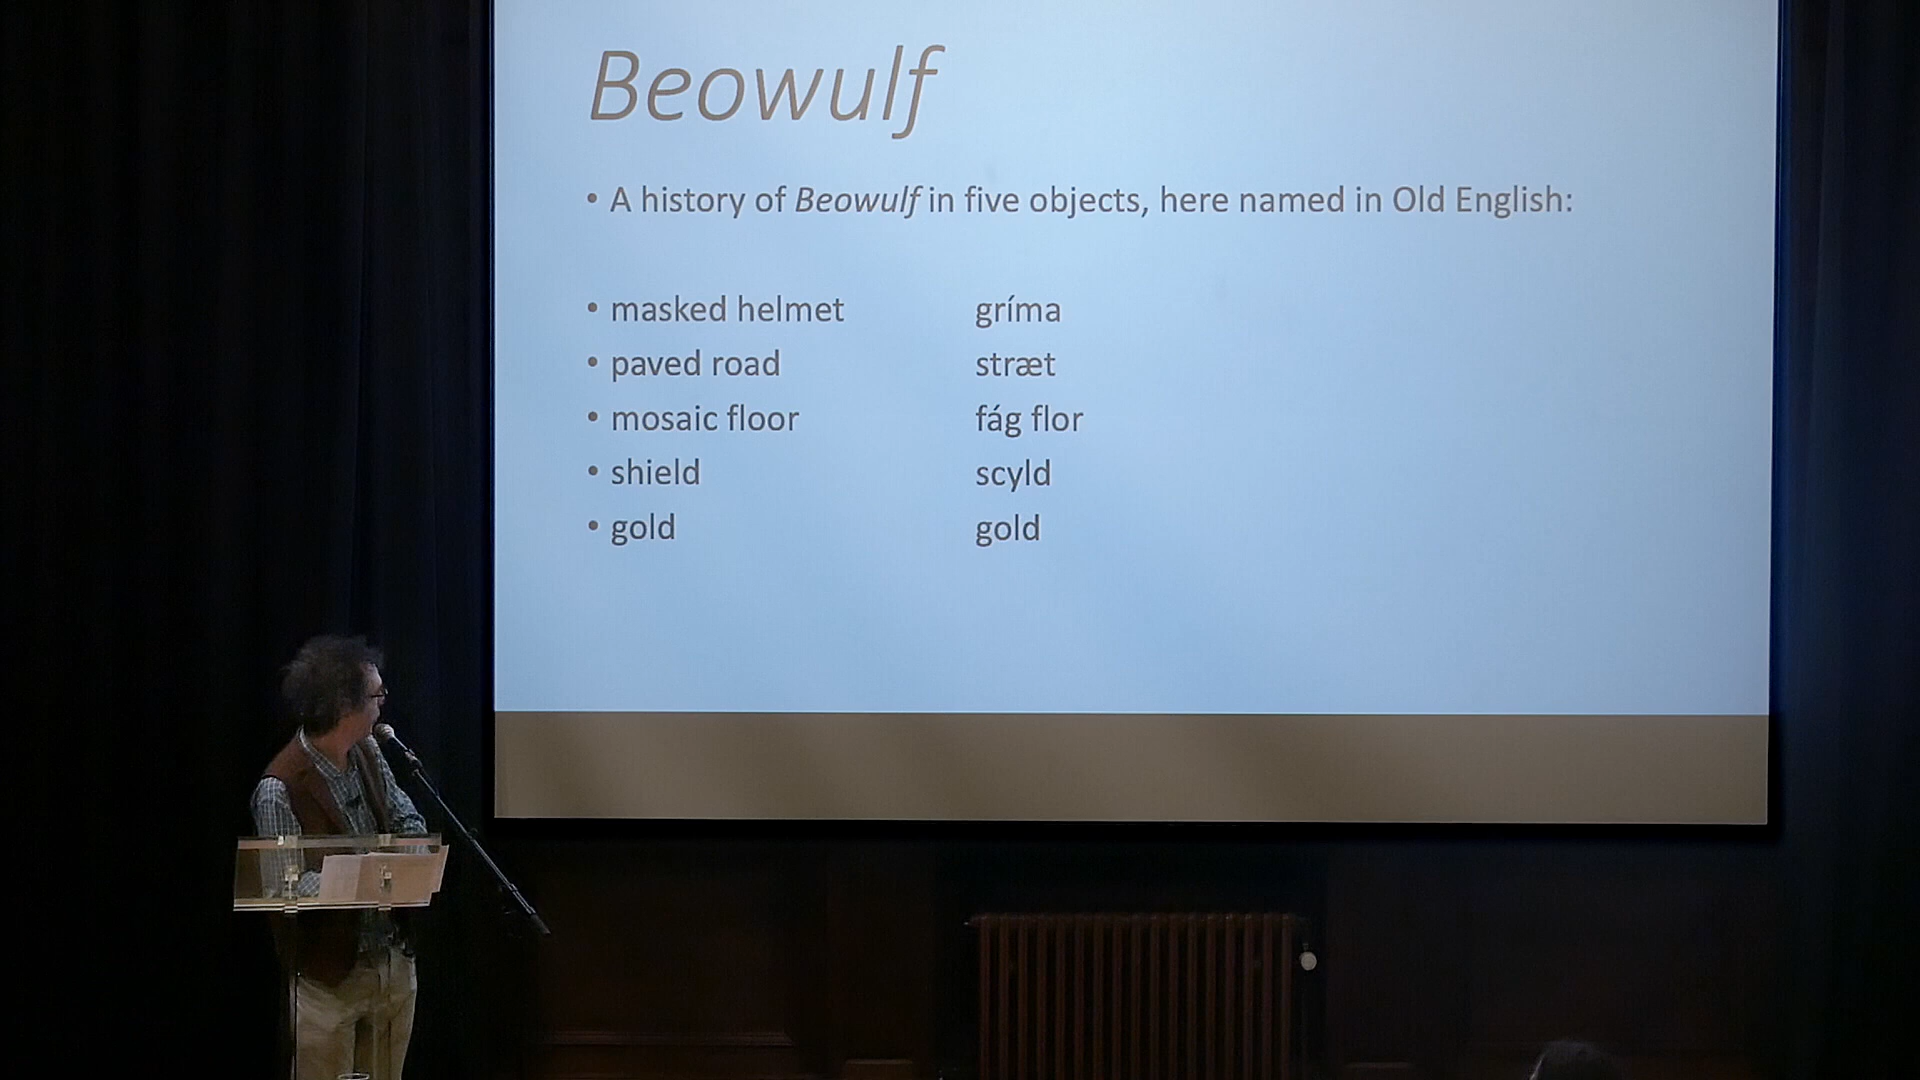 Beowulf
• A history of Beowulf in five objects, here named in Old English:
• masked helmet gríma
• paved road stræt
• mosaic floor fág flor
• shield scyld
• gold gold